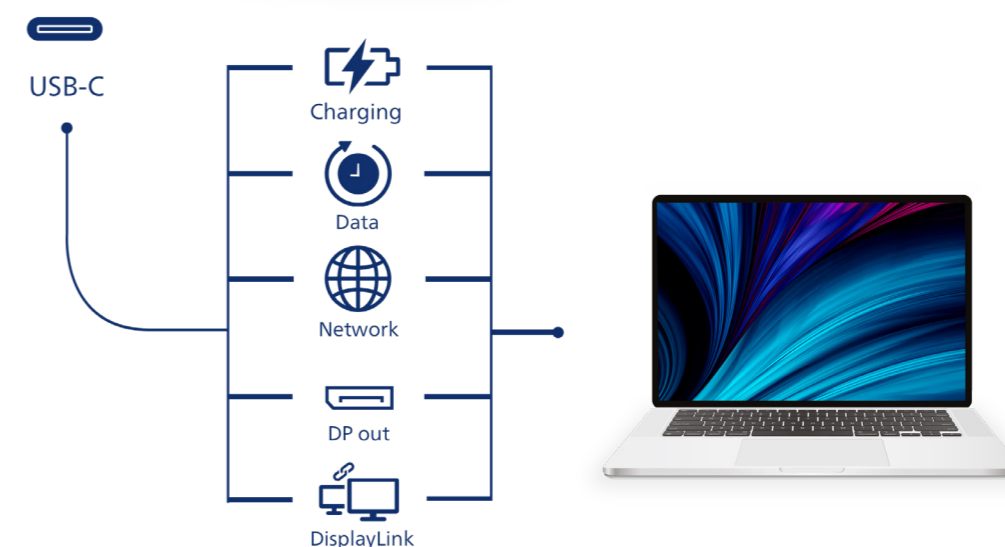 USB-C
Charging
Data
Network
DP out
DisplayLink